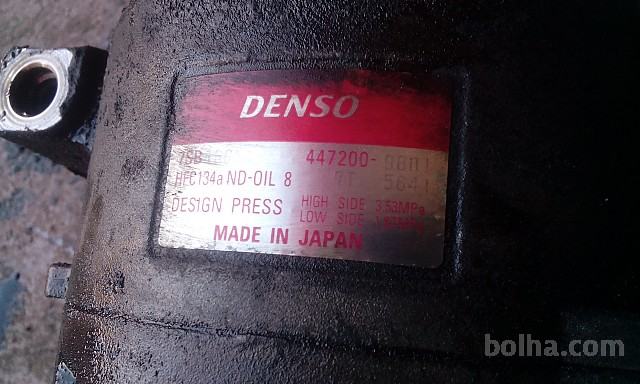 DENSO
447200-
HFC134a ND-OIL 8
DESIGN PRESS HIGH SIDE 3.53MPa
LOW SIDE
MADE IN JAPAN
bolha.com